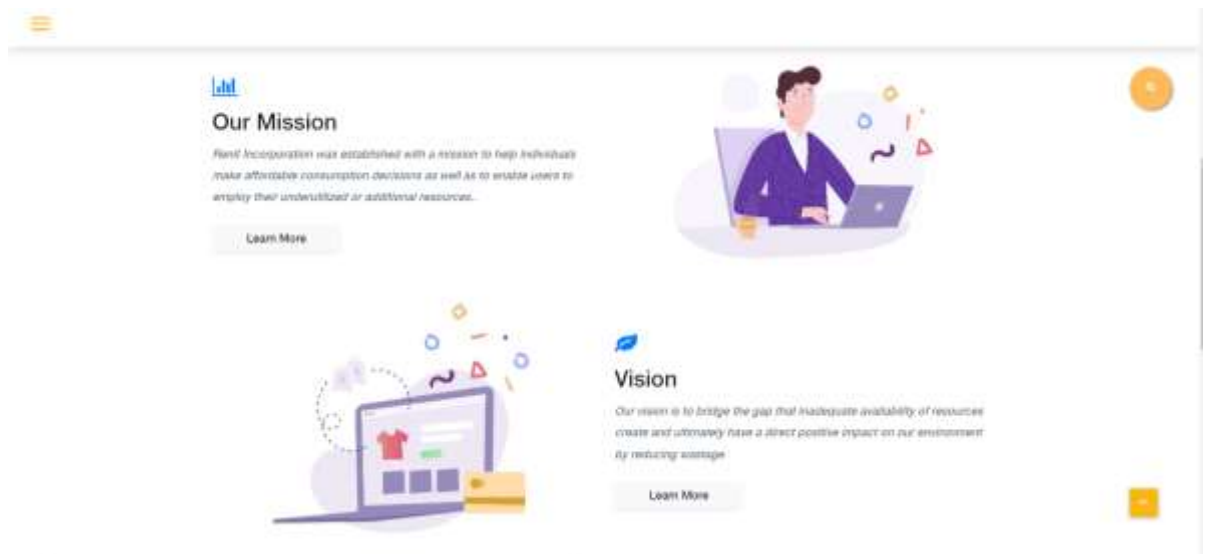 Our Mission
Rentl Incorporation was established with a mission to help individuals
make affordable consumption decisions as well as to enable users to
employ their underutilized or additional resources.
Learn More
Vision
Our vision is to bridge the gap that inadequate availability of resources
create and ultimately have a direct positive impact on our environment
by reducing wastage
Learn More